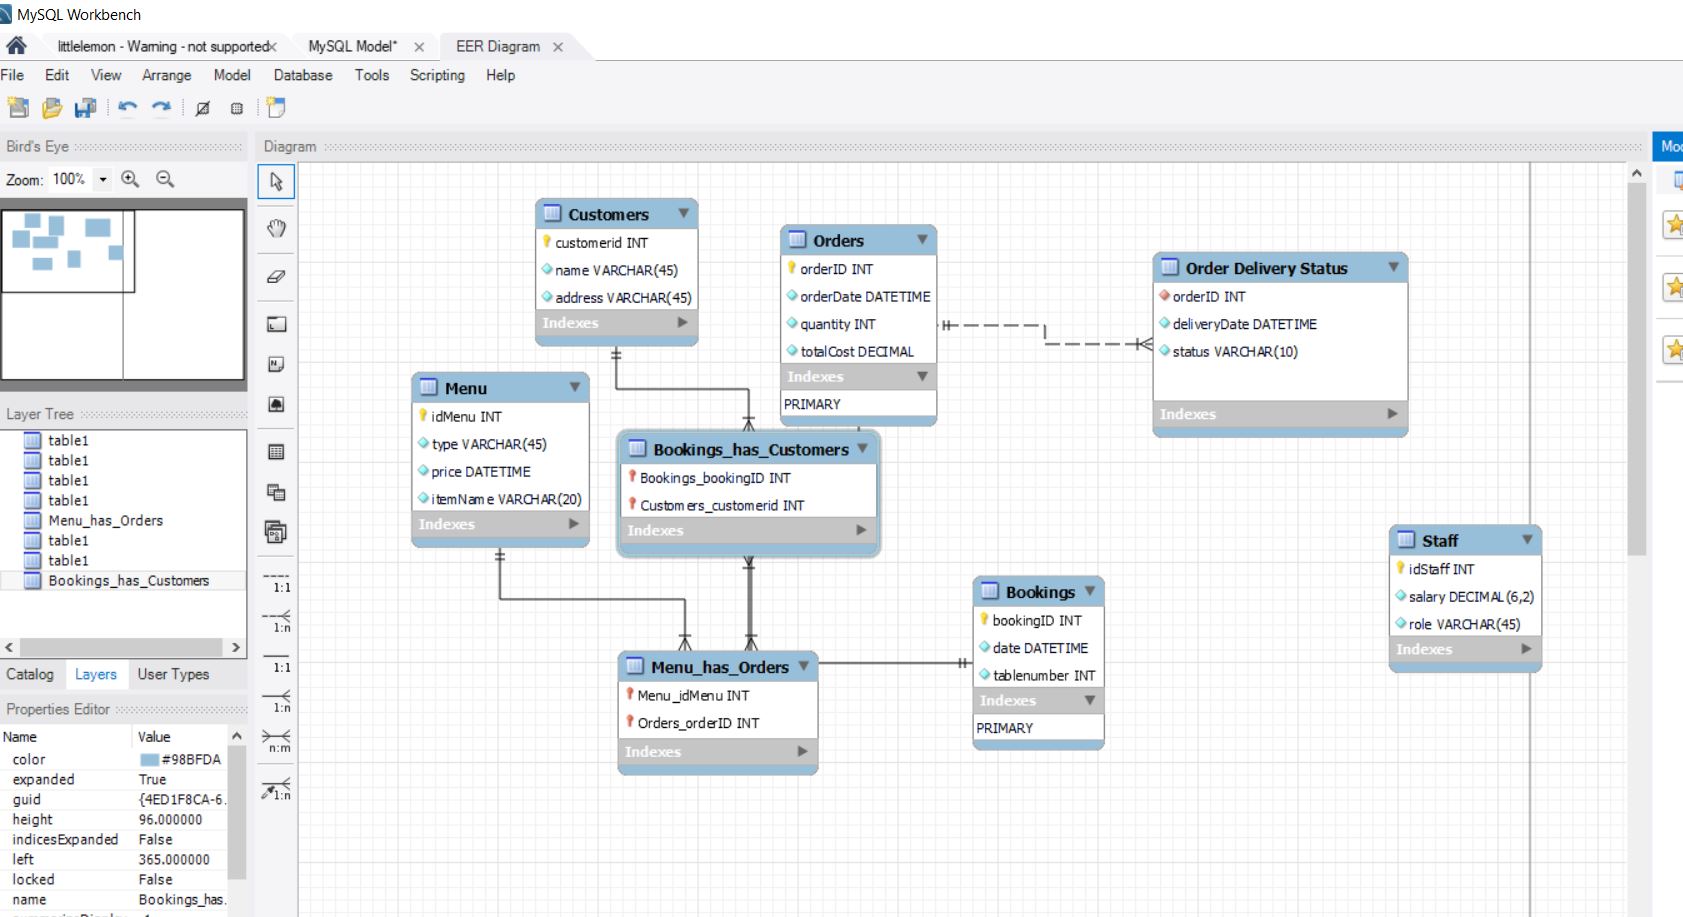 MySQL Workbench
littlelemon - Warning - not supported
MySQL Model*
EER Diagram
File Edit View Arrange Model Database Tools Scripting Help
Bird's Eye
Zoom: 100%
Diagram
Customers
customerid INT
name VARCHAR(45)
address VARCHAR(45)
Indexes
Orders
orderID INT
orderDate DATETIME
quantity INT
totalCost DECIMAL
Indexes
PRIMARY
Order Delivery Status
orderID INT
deliveryDate DATETIME
status VARCHAR(10)
Indexes
Menu
idMenu INT
type VARCHAR(45)
price DATETIME
itemName VARCHAR(20)
Indexes
Bookings_has_Customers
Bookings_bookingID INT
Customers_customerid INT
Indexes
Staff
idStaff INT
salary DECIMAL(6,2)
role VARCHAR(45)
Indexes
Bookings
bookingID INT
date DATETIME
tablenumber INT
Indexes
PRIMARY
Menu_has_Orders
Menu_idMenu INT
Orders_orderID INT
Indexes
Layer Tree
table1
table1
table1
table1
Menu_has_Orders
table1
table1
Bookings_has_Customers
Catalog Layers User Types
Properties Editor
Name Value
color #98BFDA
expanded True
guid {4ED1F8CA-6.
height 96.000000
indicesExpanded False
left 365.000000
locked False
name Bookings_has.
1:1
1:n
1:1
1:n
n:m
1:n